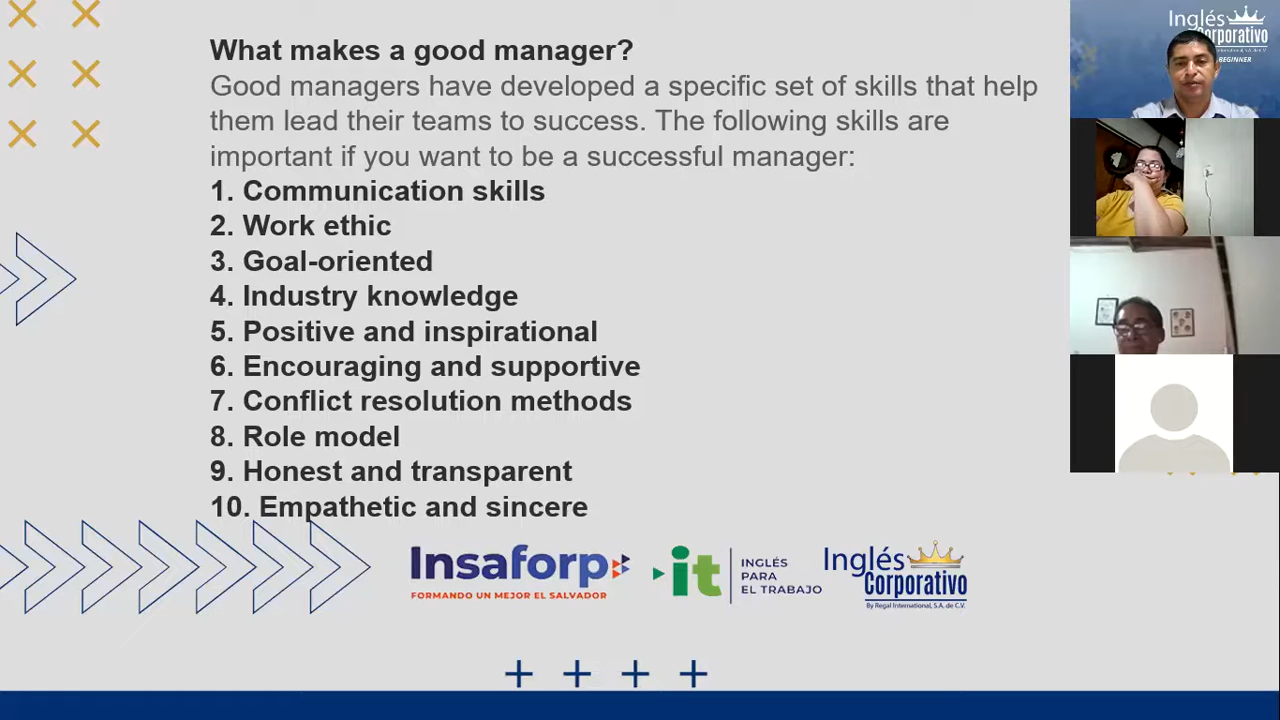 What makes a good manager?
Good managers have developed a specific set of skills that help
them lead their teams to success. The following skills are
important if you want to be a successful manager:
1. Communication skills
2. Work ethic
3. Goal-oriented
4. Industry knowledge
5. Positive and inspirational
6. Encouraging and supportive
7. Conflict resolution methods
8. Role model
9. Honest and transparent
10. Empathetic and sincere
Insaforp
FORMANDO UN MEJOR EL SALVADOR
it
INGLÉS
PARA
EL TRABAJO
Inglés
Corporativo
By Regal International, S.A. de C.V.
Inglés
Corporativo
BEGINNER